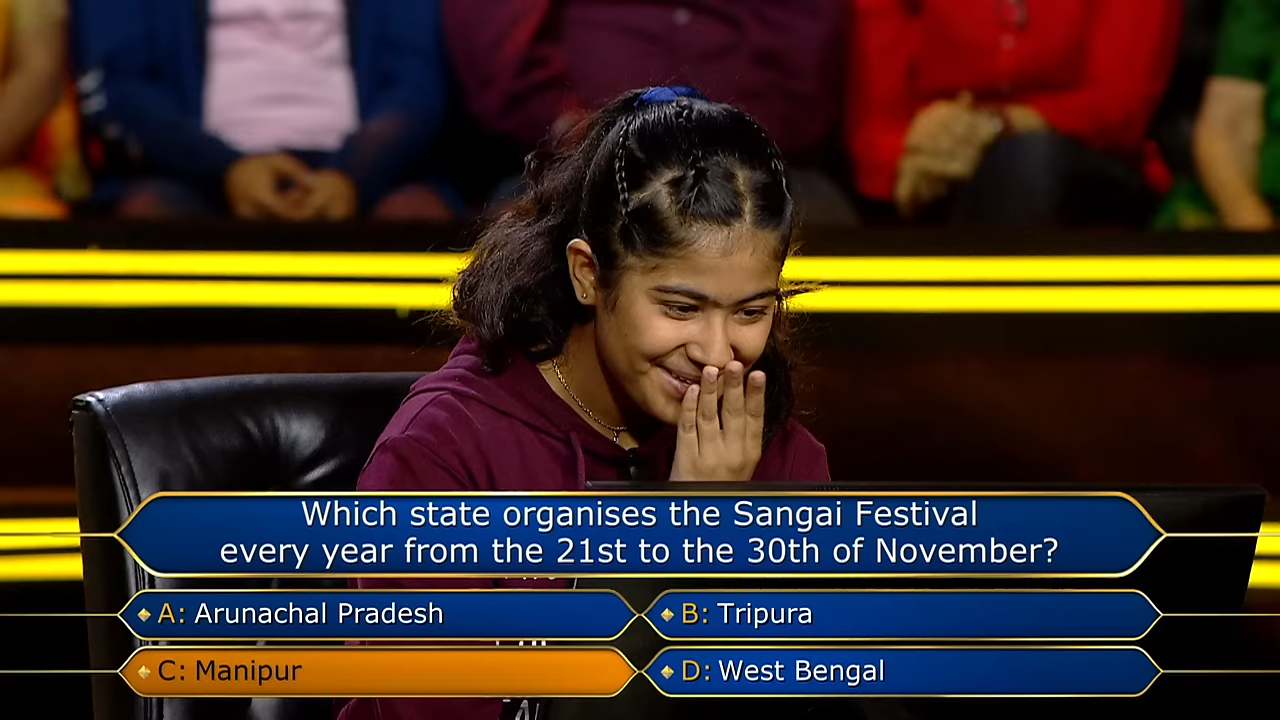 Which state organises the Sangai Festival
every year from the 21st to the 30th of November?
A: Arunachal Pradesh
B: Tripura
C: Manipur
D: West Bengal